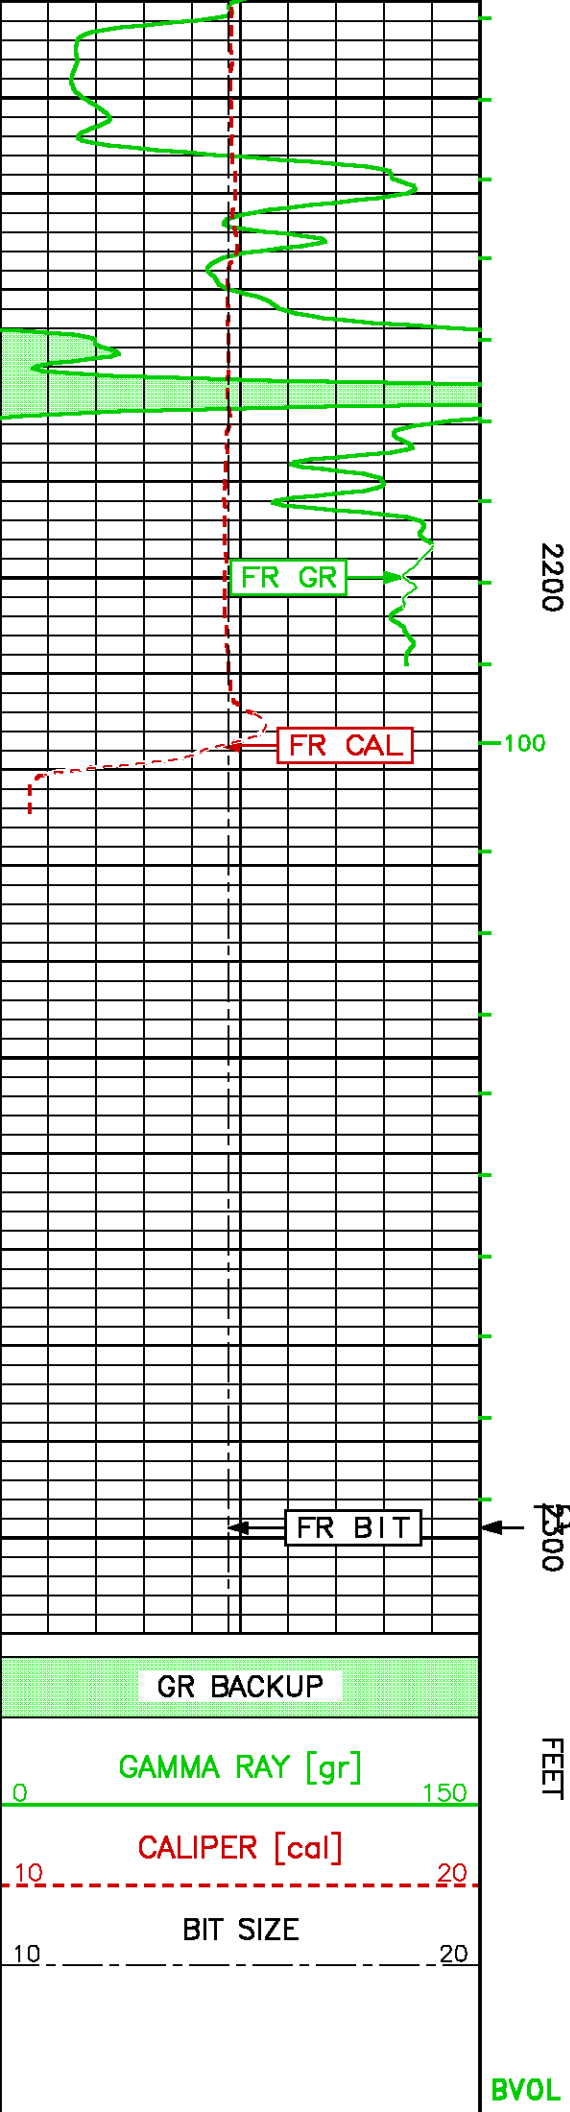 FR GR
2200
FR CAL
100
FR BIT
2300
GR BACKUP
GAMMA RAY [gr]
0 150
FEET
CALIPER [cal]
10 20
BIT SIZE
10 20
BVOL